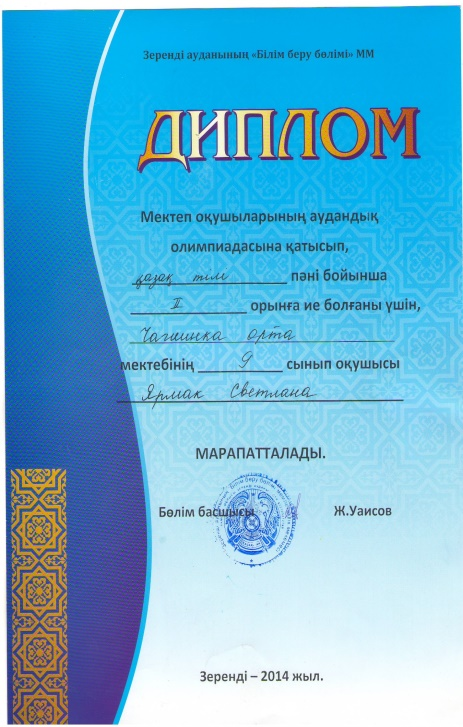 Зеренді ауданының «Білім беру бөлімі» ММ
ДИПЛОМ
Мектеп оқушыларының аудандық
олимпиадасына қатысып,
қазақ тілі пәні бойынша
II орынға ие болғаны үшін,
Чаглинка орта
мектебінің 9 сынып оқушысы
Ярмак Светлана
МАРАПАТТАЛАДЫ.
Бөлім басшысы Ж.Уаисов
Зеренді – 2014 жыл.